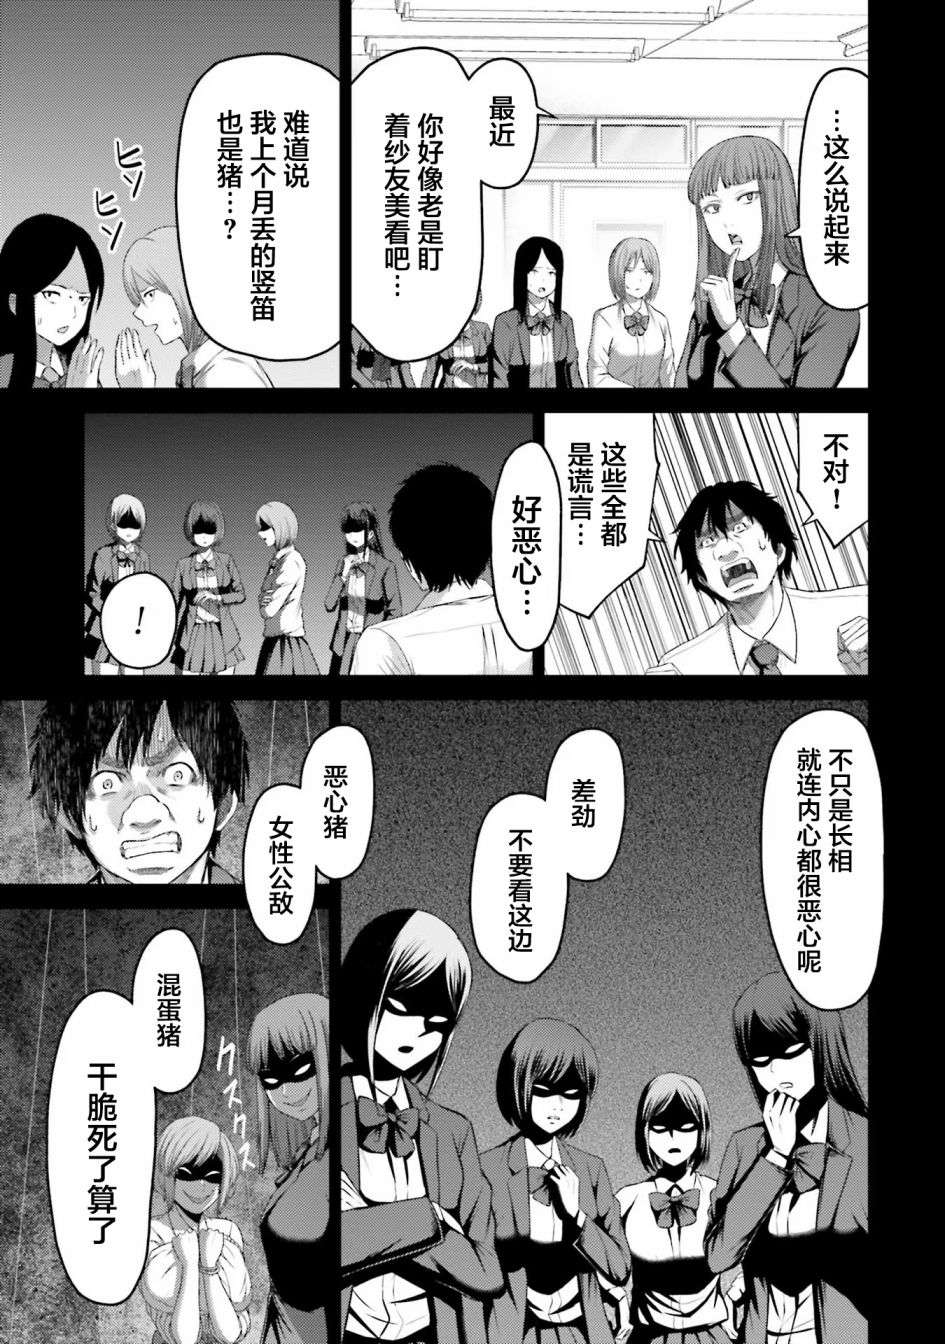 …这么说起来
最近
你好像老是盯
着纱友美看吧…
难道说
我上个月丢的竖笛
也是猪…?
ヒソ
ヒソ
不对！
这些全都
是谎言…
好恶心…
！
不只是长相
就连内心都很恶心呢
差劲
不要看这边
恶心猪
女性公敌
混蛋猪
干脆死了算了
クスクス